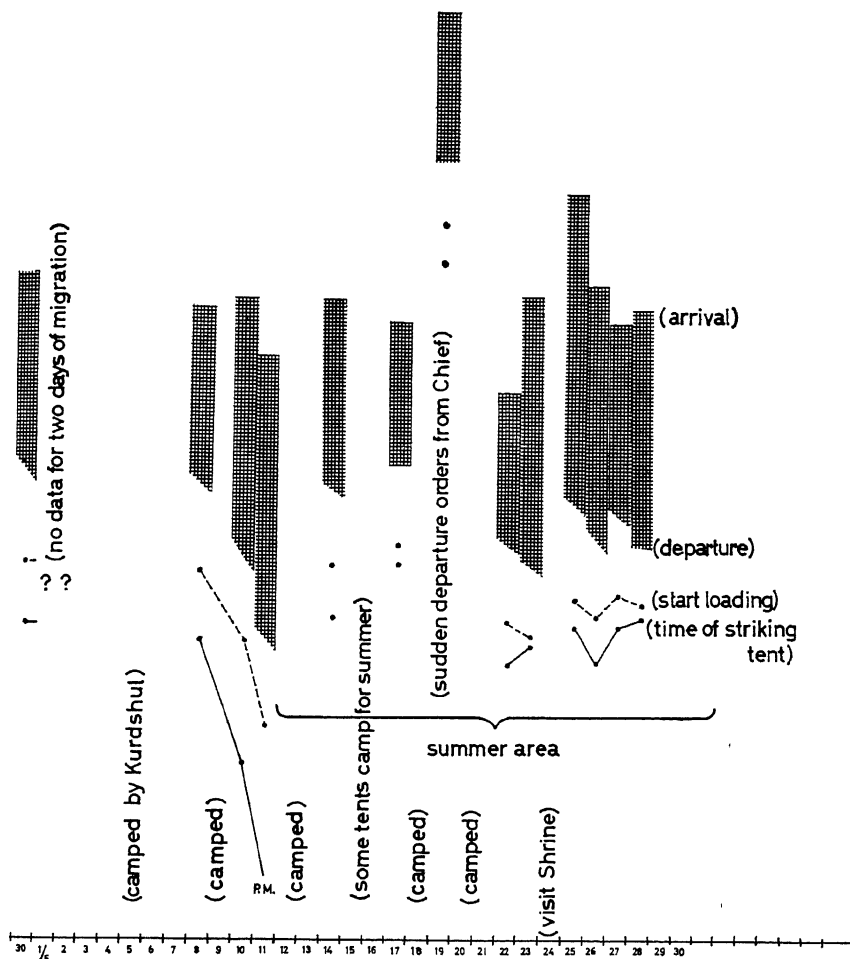 (no data for two days of migration)
?
?
?
?
(arrival)
(sudden departure orders from Chief)
(departure)
(start loading)
(time of striking
tent)
(some tents camp for summer)
summer area
(camped by Kurdshul)
(camped)
(camped)
(camped)
(camped)
(visit Shrine)
P.M.
30 1/5 2 3 4 5 6 7 8 9 10 11 12 13 14 15 16 17 18 19 20 21 22 23 24 25 26 27 28 29 30